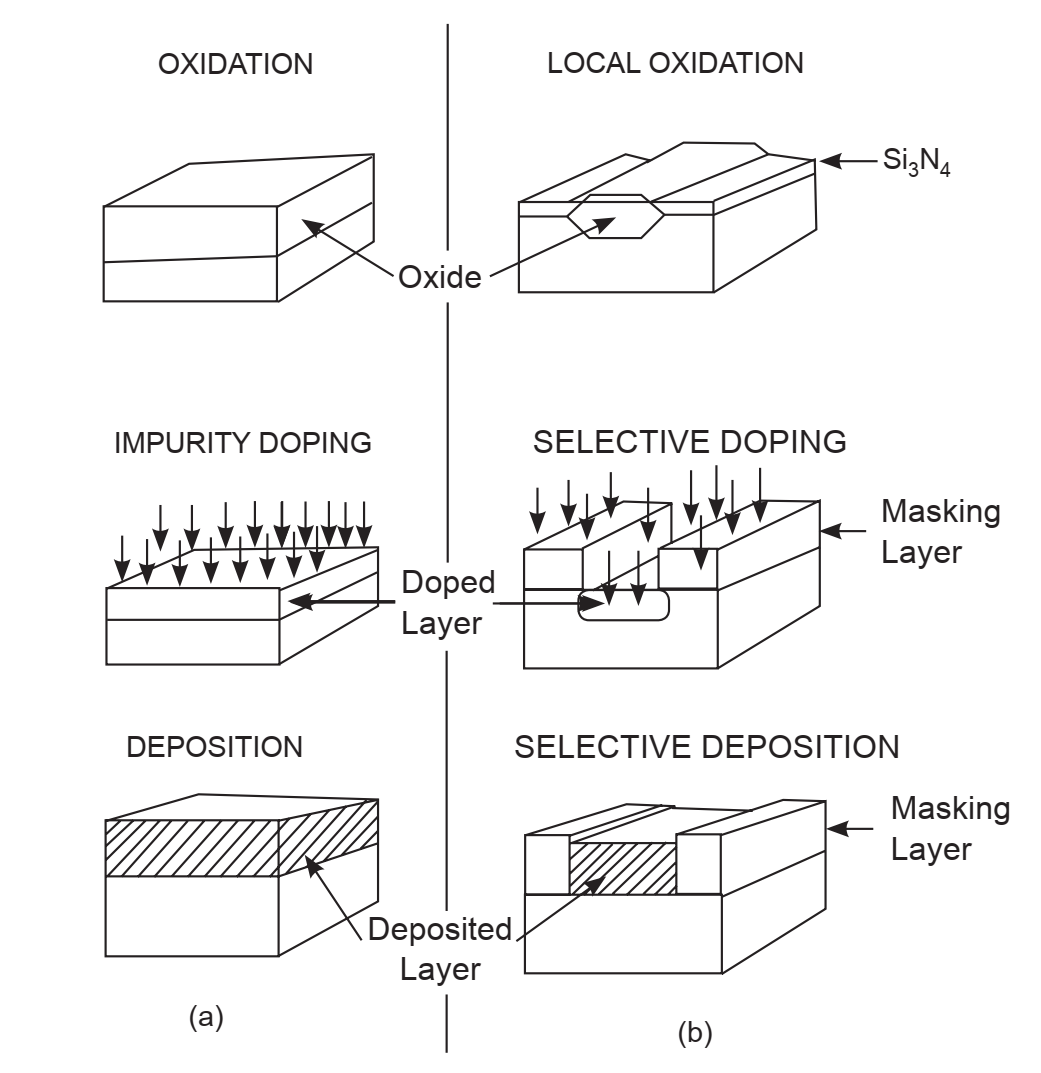 OXIDATION
LOCAL OXIDATION
Si₃N₄
Oxide
IMPURITY DOPING
SELECTIVE DOPING
Masking
Layer
Doped
Layer
DEPOSITION
SELECTIVE DEPOSITION
Masking
Layer
Deposited
Layer
(a)
(b)